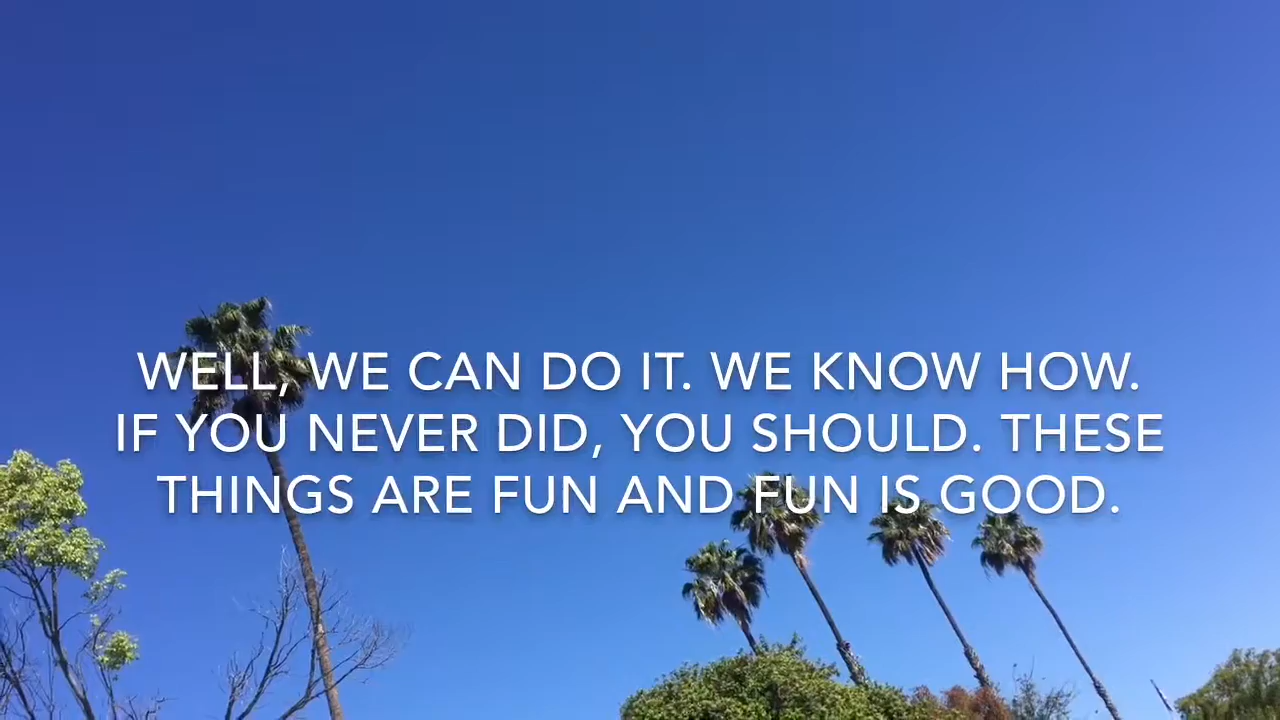 WELL, WE CAN DO IT. WE KNOW HOW.
IF YOU NEVER DID, YOU SHOULD. THESE
THINGS ARE FUN AND FUN IS GOOD.